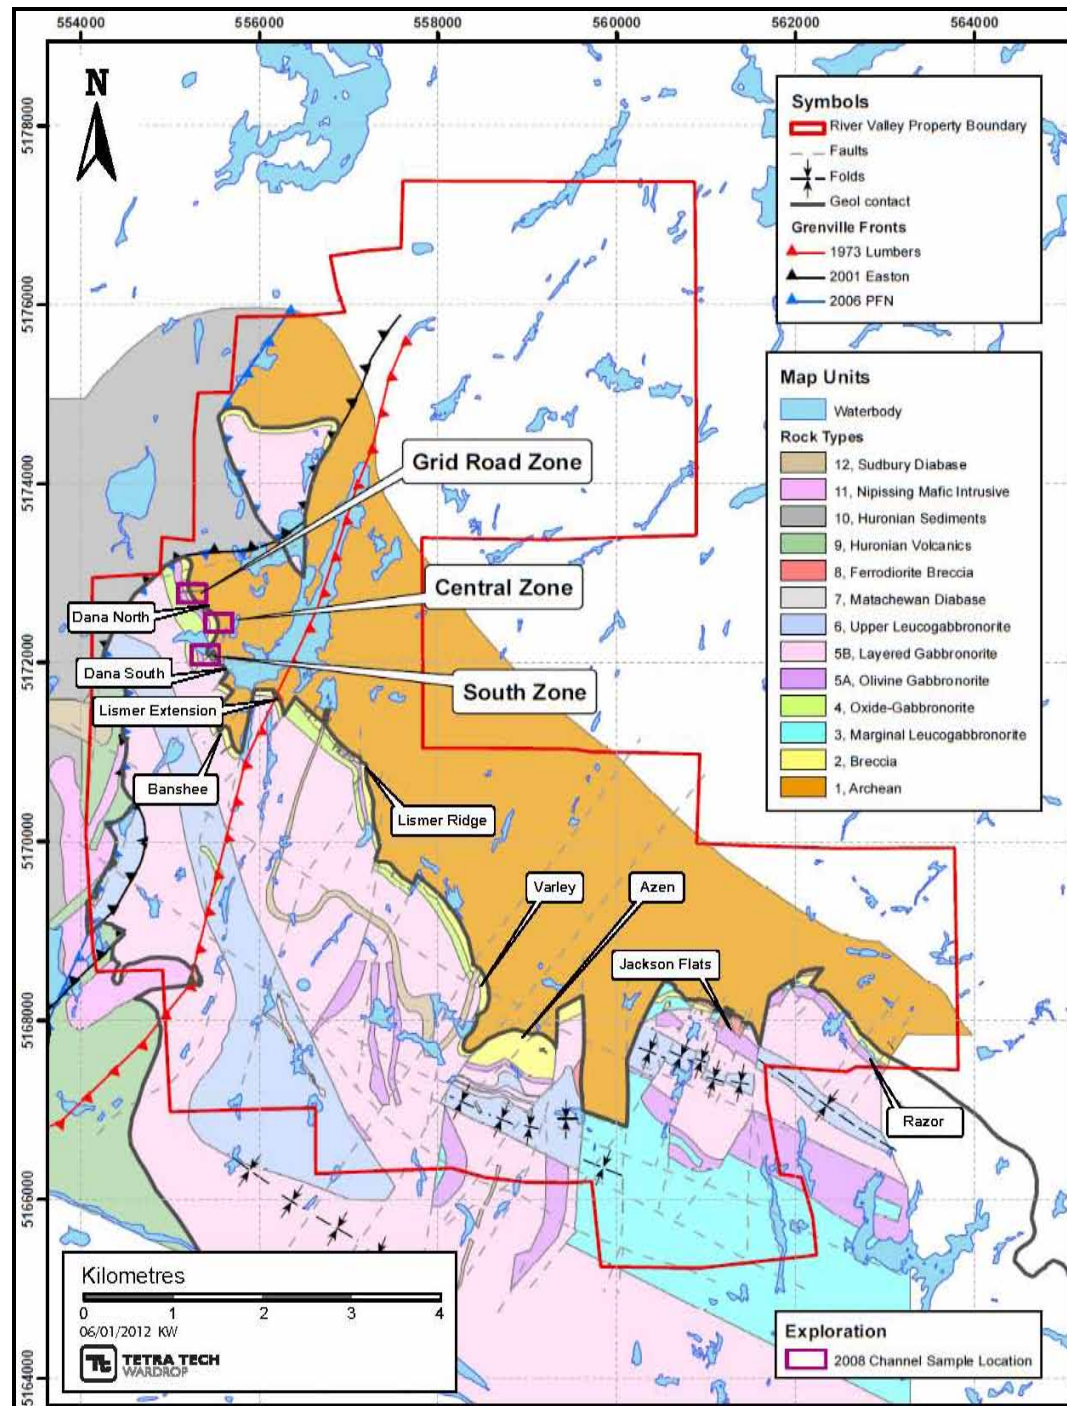 554000 556000 558000 560000 562000 564000
5178000
5176000
5174000
5172000
5170000
5168000
5166000
5164000
N
Symbols
River Valley Property Boundary
Faults
Folds
Geol contact
Grenville Fronts
1973 Lumbers
2001 Easton
2006 PFN
Map Units
Waterbody
Rock Types
12, Sudbury Diabase
11, Nipissing Mafic Intrusive
10, Huronian Sediments
9, Huronian Volcanics
8, Ferrodiorite Breccia
7, Matachewan Diabase
6, Upper Leucogabbronorite
5B, Layered Gabbronorite
5A, Olivine Gabbronorite
4, Oxide-Gabbronorite
3, Marginal Leucogabbronorite
2, Breccia
1, Archean
Grid Road Zone
Central Zone
Dana North
Dana South
South Zone
Lismer Extension
Banshee
Lismer Ridge
Varley
Azen
Jackson Flats
Razor
Kilometres
0 1 2 3 4
06/01/2012 KW
Tt
TETRA TECH
WARDROP
Exploration
2008 Channel Sample Location